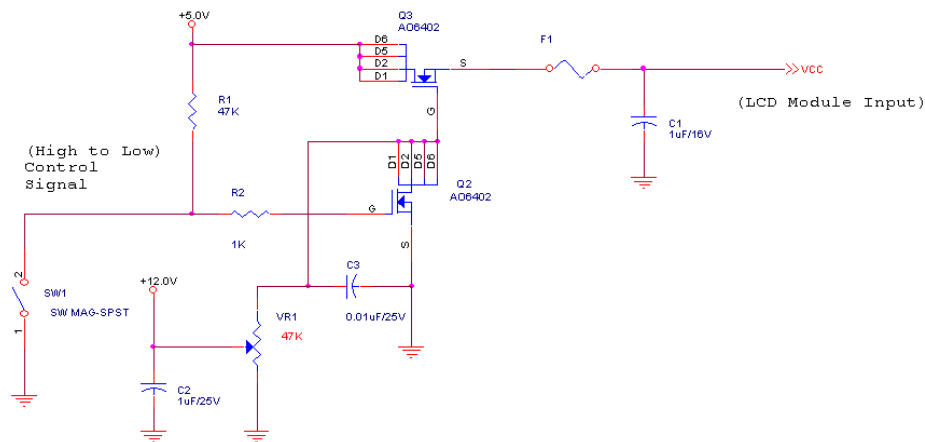 +5.0V
Q3
AO6402
D6
D5
D2
D1
S
G
F1
VCC
(LCD Module Input)
C1
1uF/16V
R1
47K
(High to Low)
Control
Signal
R2
1K
D1
D2
D5
D6
Q2
AO6402
G
S
2
SW1
SW MAG-SPST
1
+12.0V
C3
0.01uF/25V
VR1
47K
C2
1uF/25V